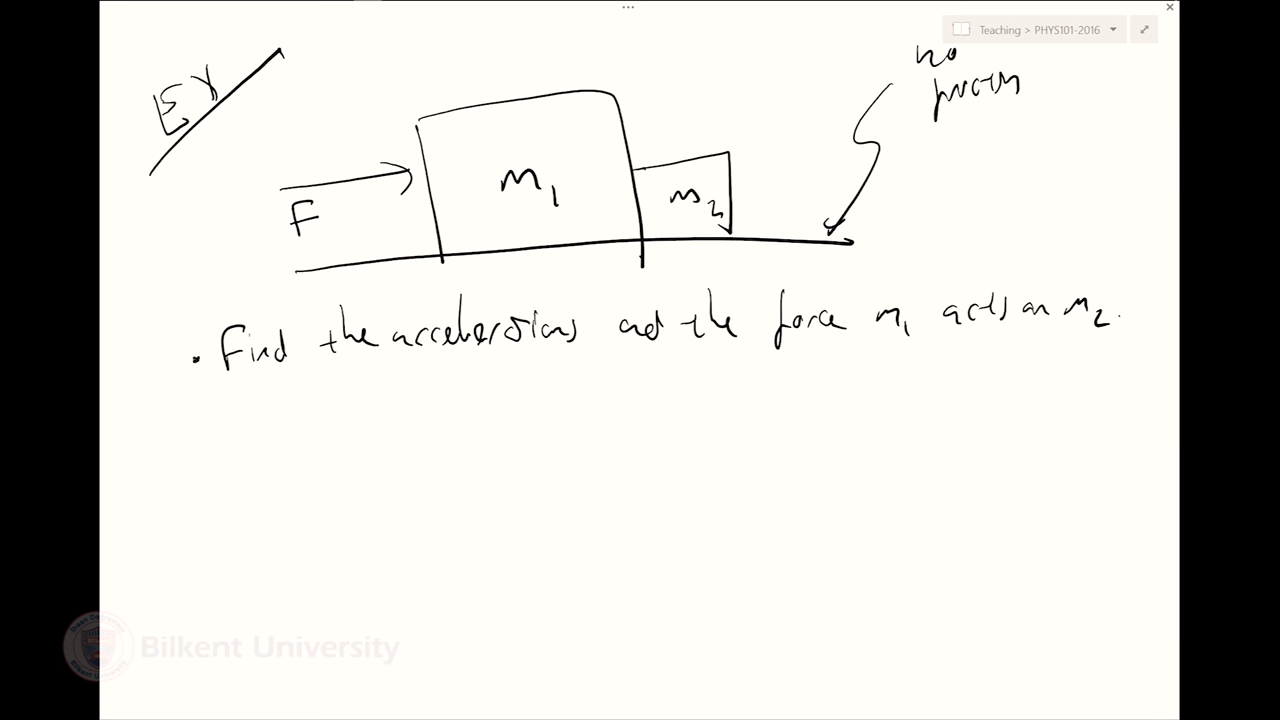 Teaching > PHYS101-2016
Ex
no
friction
F
m1
m2
• Find the accelerations and the force m1 acts on m2.
Bilkent University